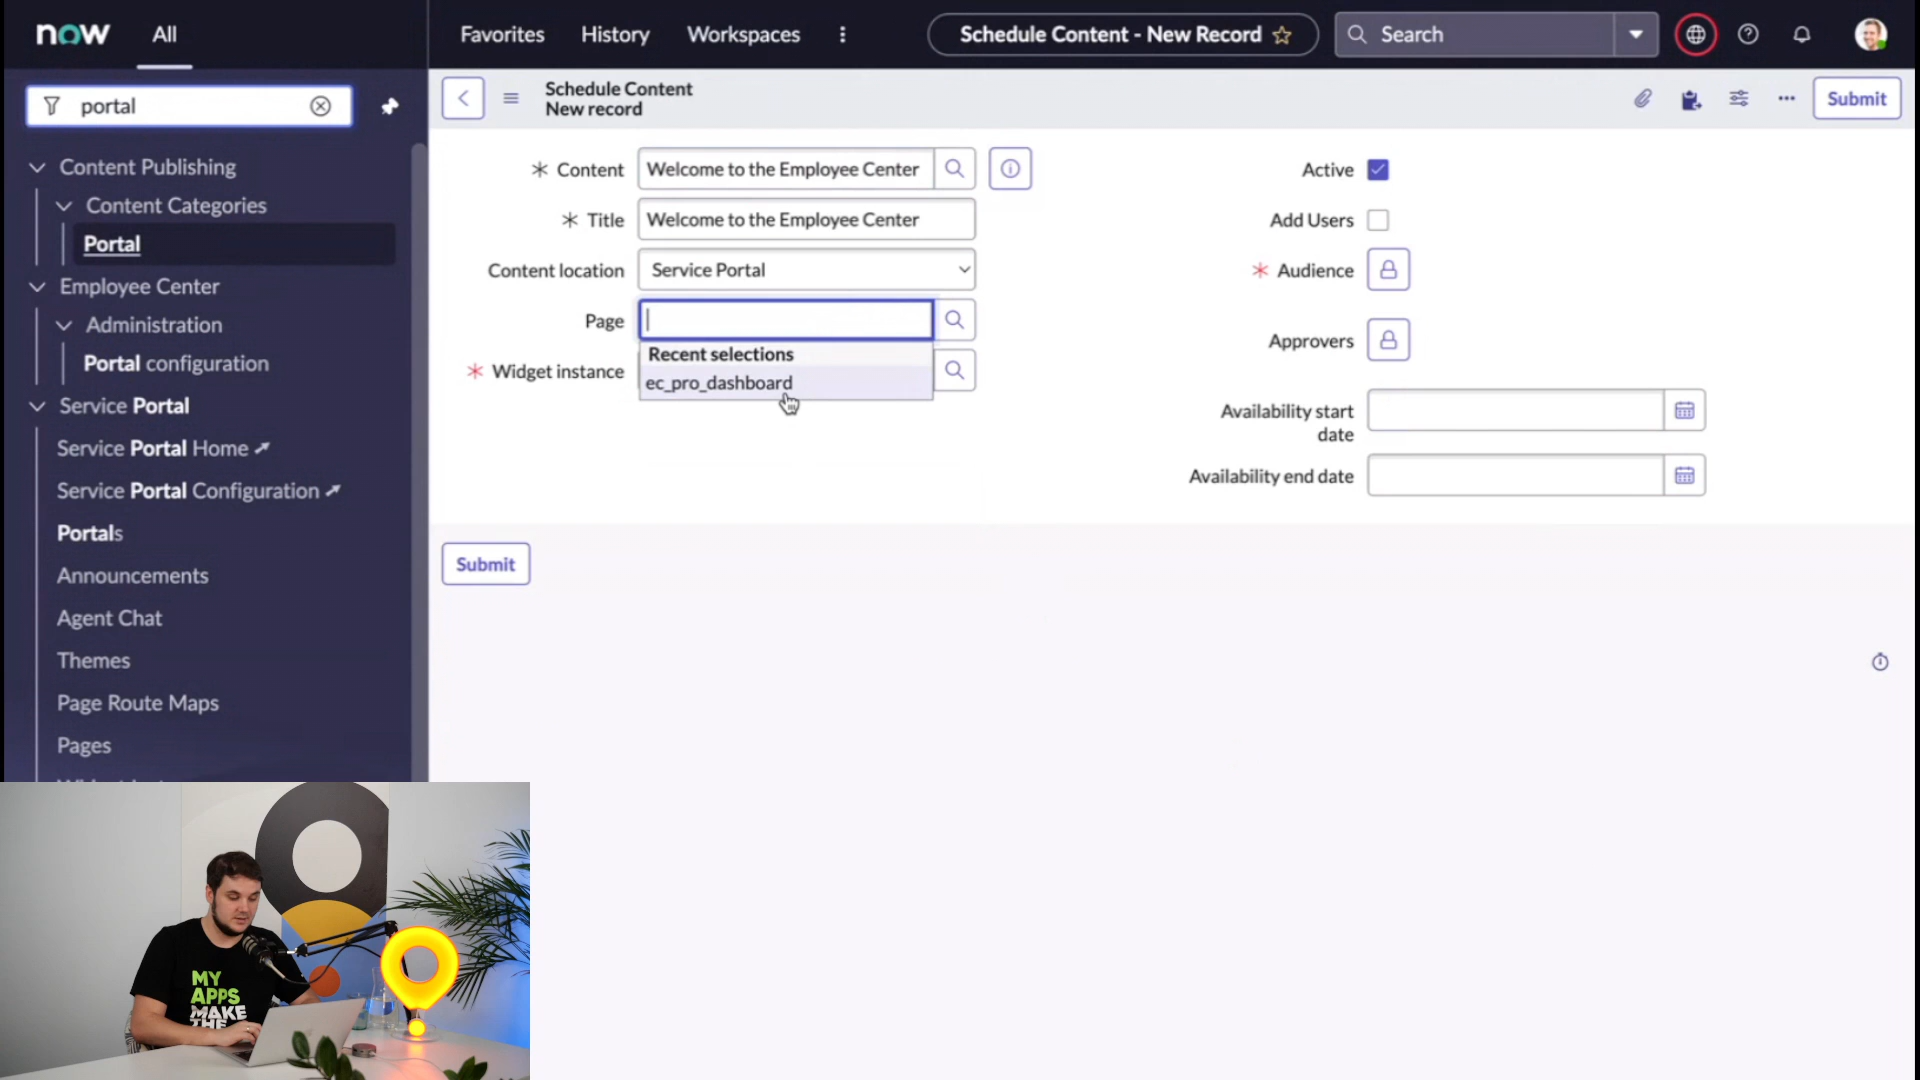 now
All
Favorites
History
Workspaces
Schedule Content - New Record
Search
portal
Content Publishing
Content Categories
Portal
Employee Center
Administration
Portal configuration
Service Portal
Service Portal Home
Service Portal Configuration
Portals
Announcements
Agent Chat
Themes
Page Route Maps
Pages
Schedule Content
New record
Submit
Content
Welcome to the Employee Center
Title
Welcome to the Employee Center
Content location
Service Portal
Page
Recent selections
ec_pro_dashboard
Widget instance
Active
Add Users
Audience
Approvers
Availability start
date
Availability end date
Submit
MY
APPS
MAKE
THE